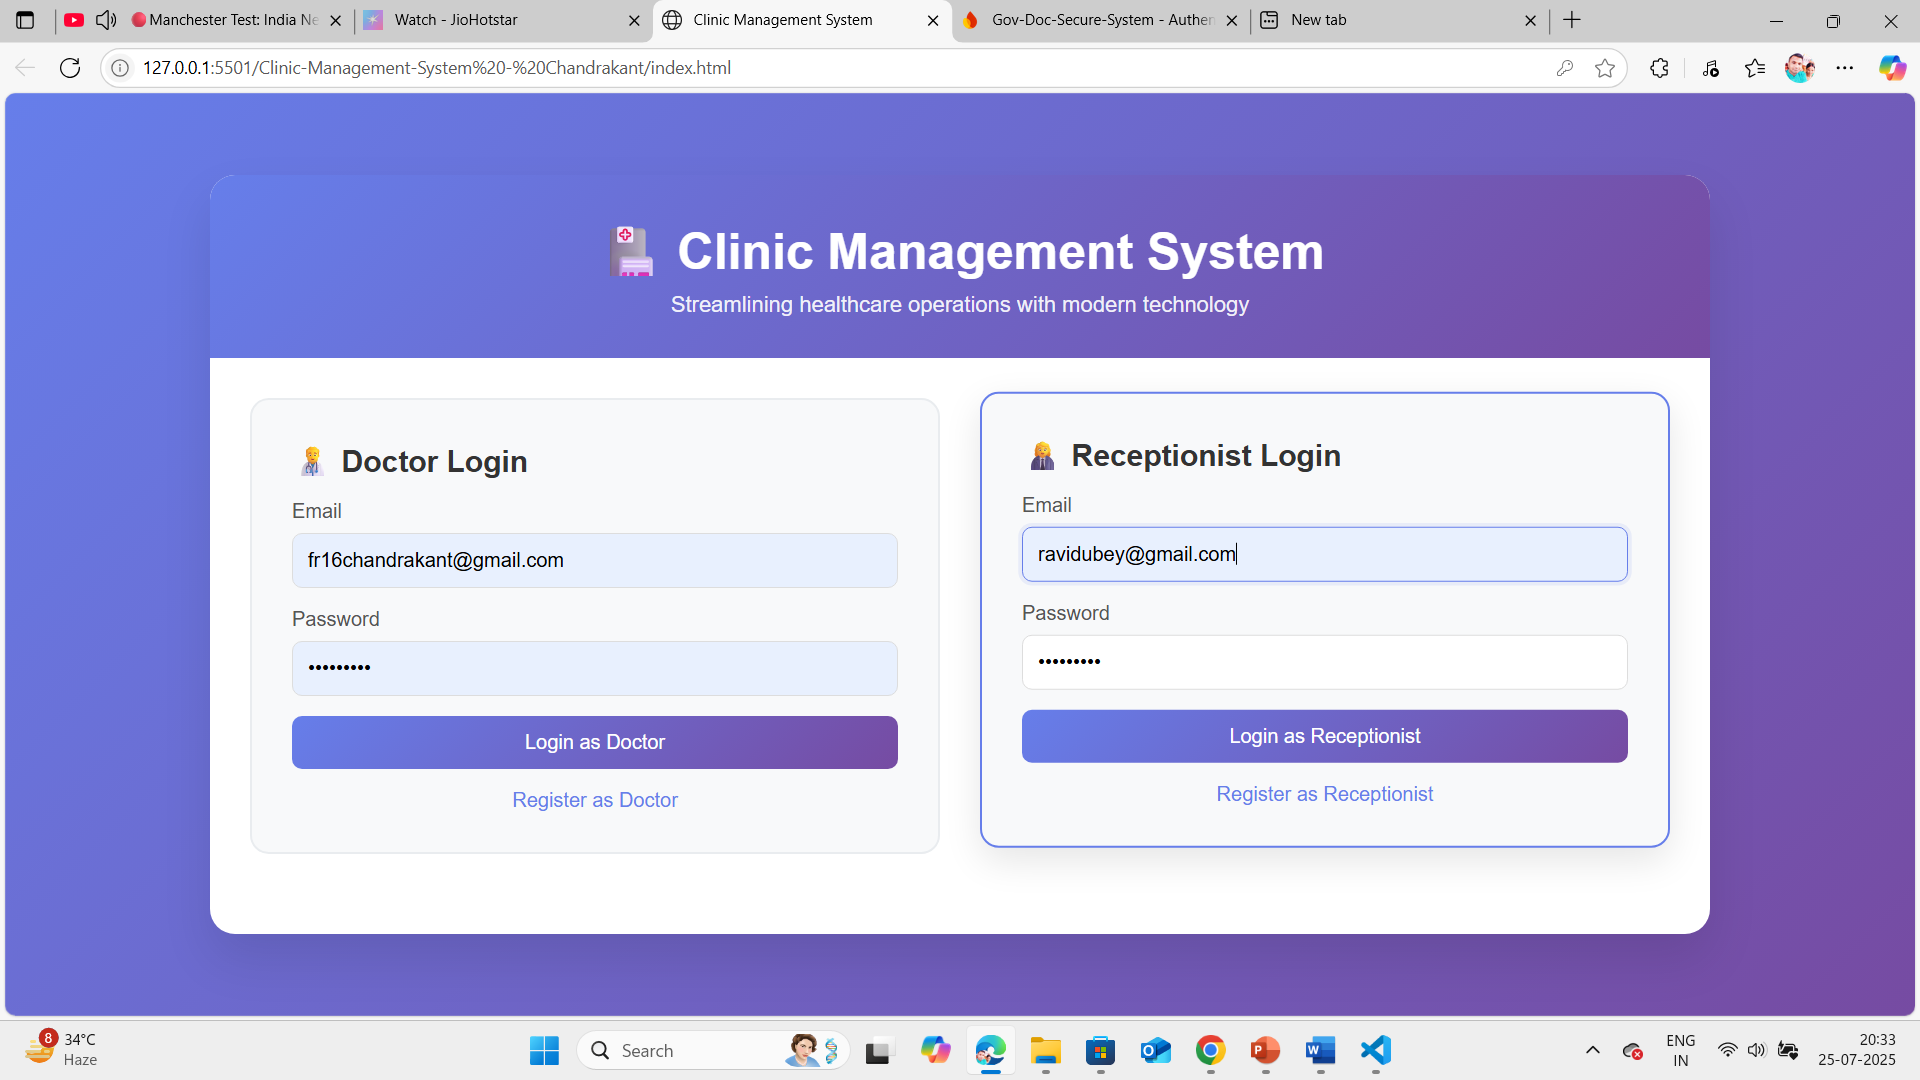 Manchester Test: India Ne
Watch - JioHotstar
Clinic Management System
Gov-Doc-Secure-System - Authen
New tab
127.0.0.1:5501/Clinic-Management-System%20-%20Chandrakant/index.html
Clinic Management System
Streamlining healthcare operations with modern technology
Doctor Login
Email
fr16chandrakant@gmail.com
Password
•••••••••
Login as Doctor
Register as Doctor
Receptionist Login
Email
ravidubey@gmail.com
Password
•••••••••
Login as Receptionist
Register as Receptionist
8
34°C
Haze
Search
ENG
IN
20:33
25-07-2025